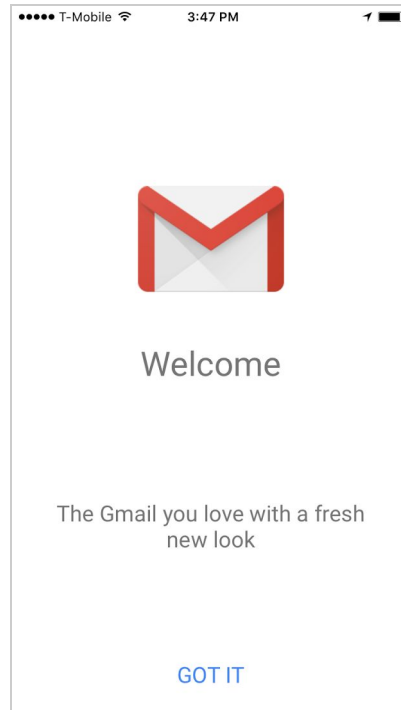 T-Mobile 3:47 PM
Welcome
The Gmail you love with a fresh
new look
GOT IT